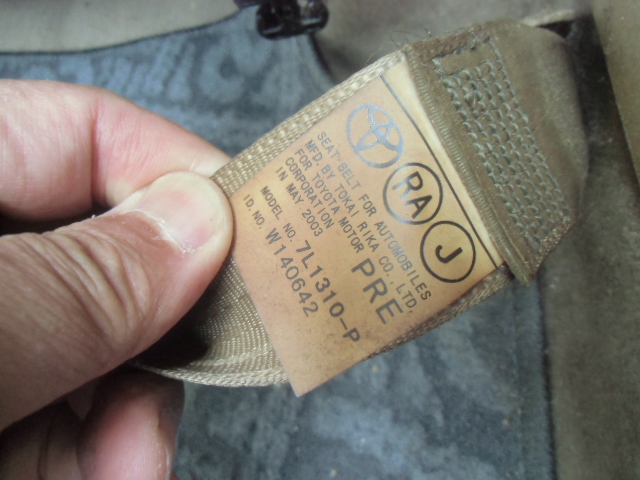 RA J
SEAT-BELT FOR AUTOMOBILES
MFD. BY TOKAI RIKA CO., LTD.
FOR TOYOTA MOTOR
CORPORATION
IN MAY 2003 PRE
MODEL NO. 7L1310-P
ID. NO. W140642